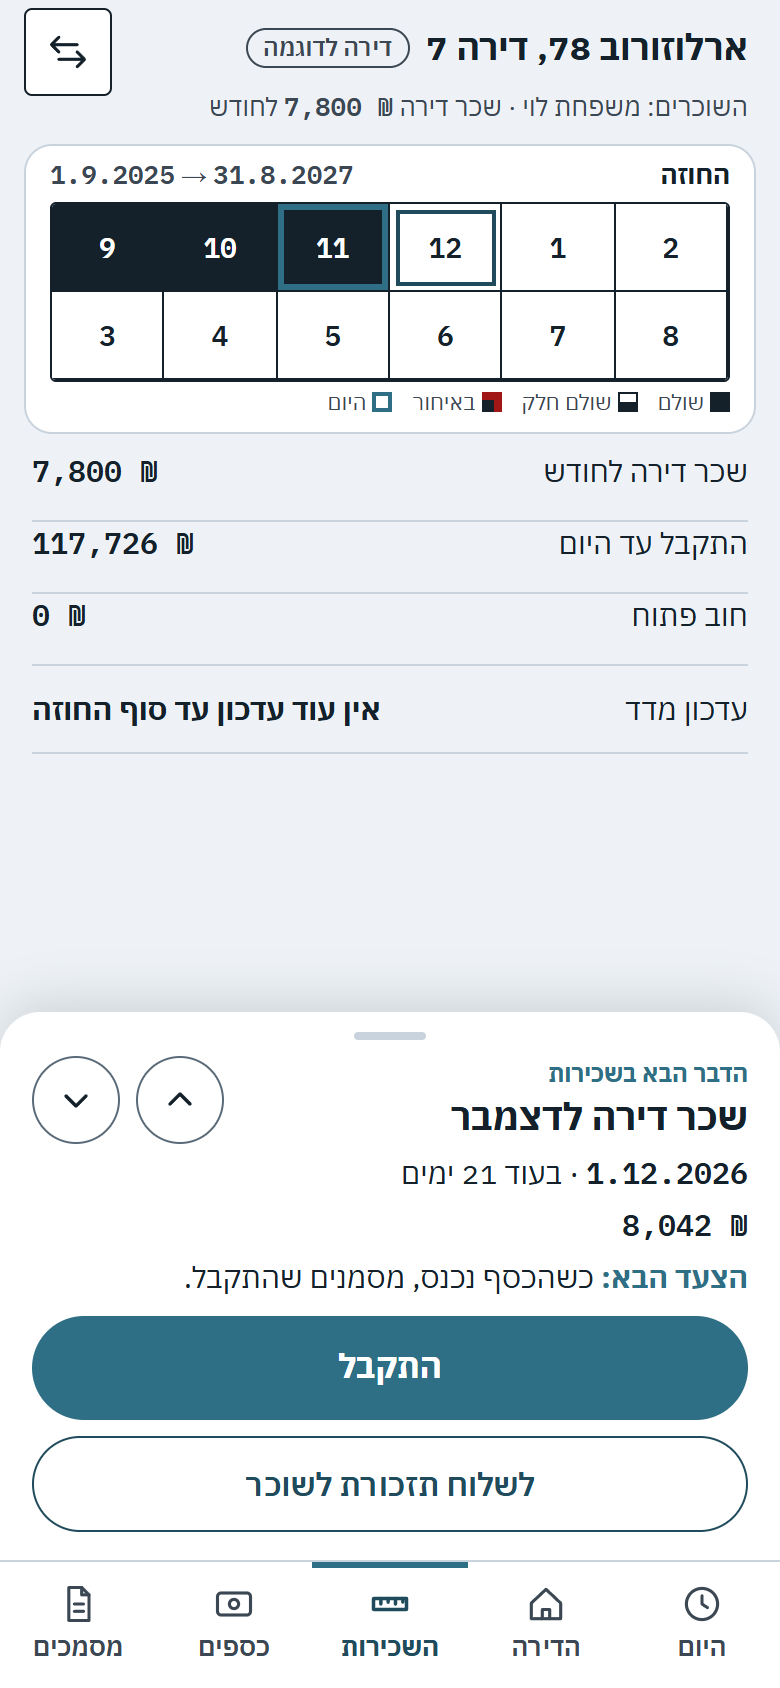 ארלוזורוב 78, דירה 7 דירה לדוגמה
השוכרים: משפחת לוי · שכר דירה ₪ 7,800 לחודש
החוזה 1.9.2025 → 31.8.2027
9 10 11 12 1 2
3 4 5 6 7 8
שולם שולם חלק באיחור היום
שכר דירה לחודש ₪ 7,800
התקבל עד היום ₪ 117,726
חוב פתוח ₪ 0
עדכון מדד אין עוד עדכון עד סוף החוזה
הדבר הבא בשכירות
שכר דירה לדצמבר
1.12.2026 · בעוד 21 ימים
₪ 8,042
הצעד הבא: כשהכסף נכנס, מסמנים שהתקבל.
התקבל
לשלוח תזכורת לשוכר
היום הדירה השכירות כספים מסמכים